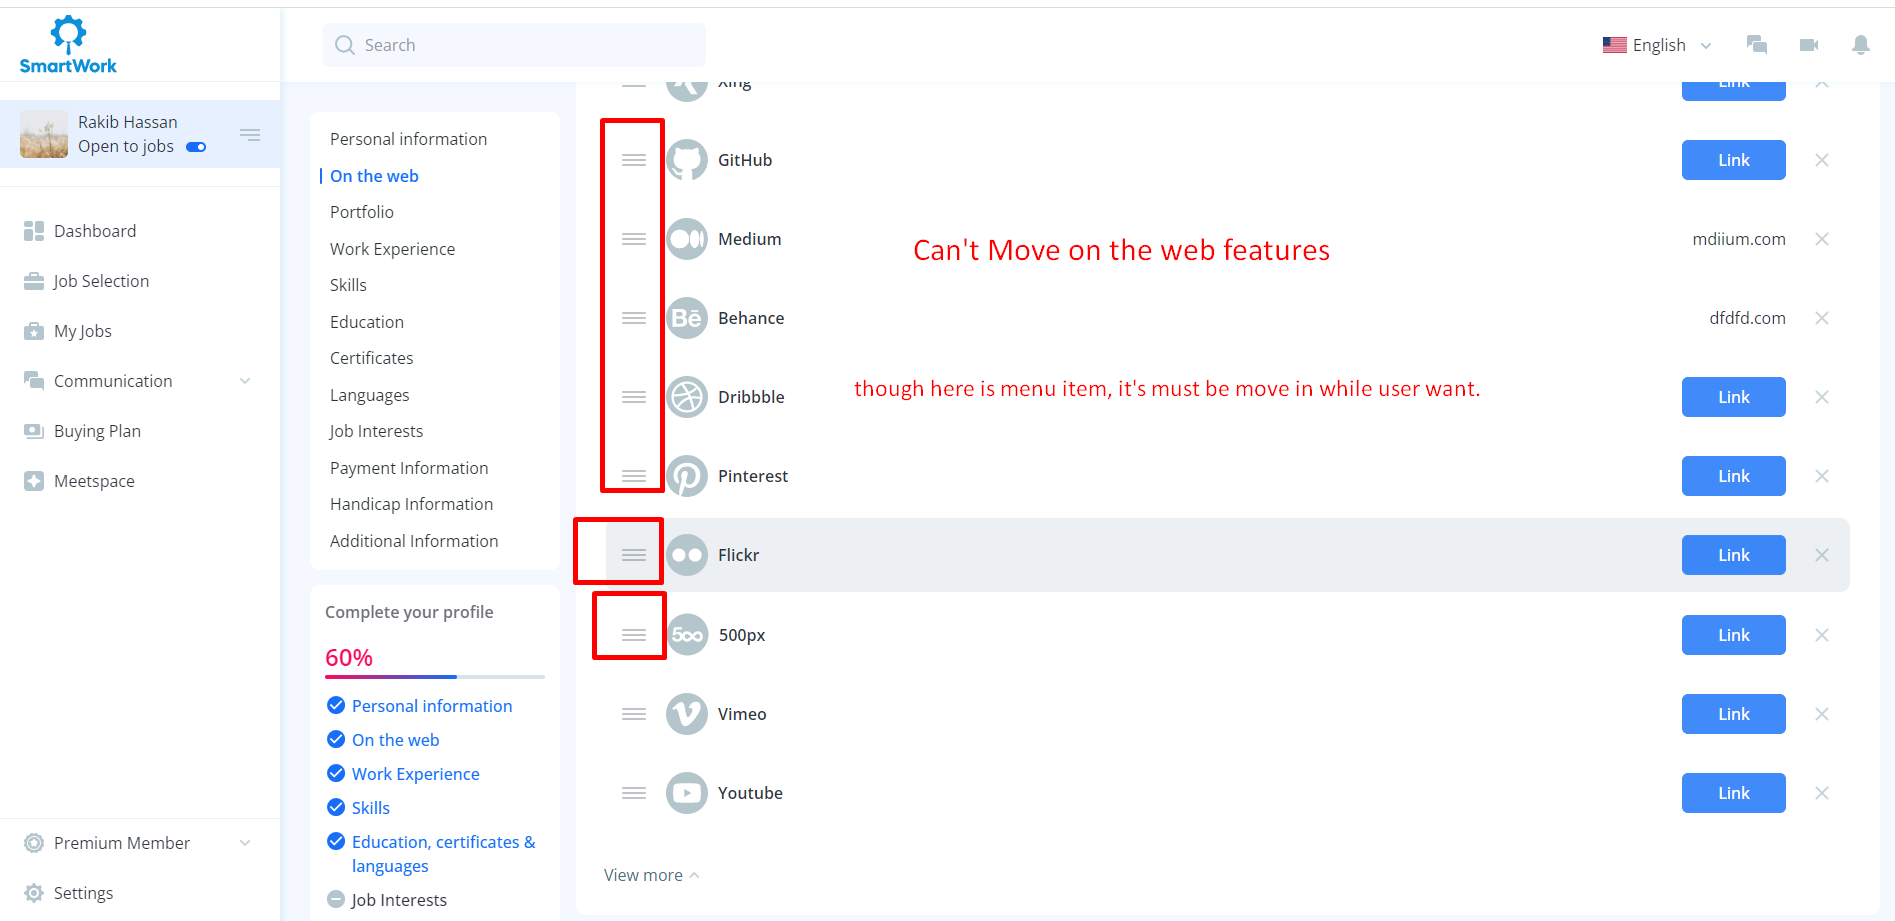 SmartWork
Search
English
Rakib Hassan
Open to jobs
Dashboard
Job Selection
My Jobs
Communication
Buying Plan
Meetspace
Premium Member
Settings
Personal information
On the web
Portfolio
Work Experience
Skills
Education
Certificates
Languages
Job Interests
Payment Information
Handicap Information
Additional Information
Complete your profile
60%
Personal information
On the web
Work Experience
Skills
Education, certificates &
languages
Job Interests
Xing Link
GitHub Link
Medium mdiium.com
Can't Move on the web features
Bē Behance dfdfd.com
though here is menu item, it's must be move in while user want.
Dribbble Link
Pinterest Link
Flickr Link
500 500px Link
Vimeo Link
Youtube Link
View more